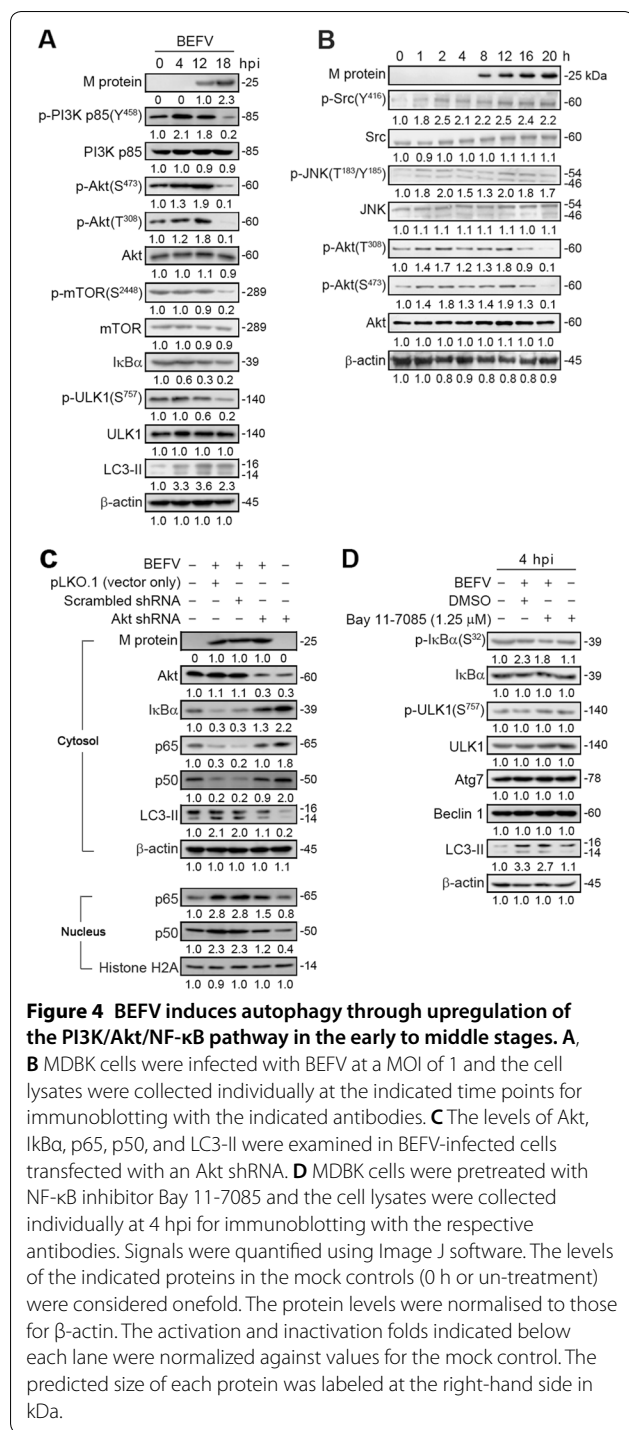 A
BEFV
0 4 12 18 hpi
M protein -25
0 0 1.0 2.3
p-PI3K p85(Y458) -85
1.0 2.1 1.8 0.2
PI3K p85 -85
1.0 1.0 0.9 0.9
p-Akt(S473) -60
1.0 1.3 1.9 0.1
p-Akt(T308) -60
1.0 1.2 1.8 0.1
Akt -60
1.0 1.0 1.1 0.9
p-mTOR(S2448) -289
1.0 1.0 0.9 0.2
mTOR -289
1.0 1.0 0.9 0.9
IκBα -39
1.0 0.6 0.3 0.2
p-ULK1(S757) -140
1.0 1.0 0.6 0.2
ULK1 -140
1.0 1.0 1.0 1.0
LC3-II -16
-14
1.0 3.3 3.6 2.3
β-actin -45
1.0 1.0 1.0 1.0
B
0 1 2 4 8 12 16 20 h
M protein -25 kDa
p-Src(Y416) -60
1.0 1.8 2.5 2.1 2.2 2.5 2.4 2.2
Src -60
1.0 0.9 1.0 1.0 1.0 1.1 1.1 1.1
p-JNK(T183/Y185) -54
-46
1.0 1.8 2.0 1.5 1.3 2.0 1.8 1.7
JNK -54
-46
1.0 1.1 1.1 1.1 1.0 1.1 1.0 1.1
p-Akt(T308) -60
1.0 1.4 1.7 1.2 1.3 1.8 0.9 0.1
p-Akt(S473) -60
1.0 1.4 1.8 1.3 1.4 1.9 1.3 0.1
Akt -60
1.0 1.0 1.0 1.0 1.0 1.1 1.0 1.0
β-actin -45
1.0 1.0 0.8 0.9 0.8 0.8 0.8 0.9
C
BEFV – + + + –
pLKO.1 (vector only) – + – – –
Scrambled shRNA – – + – –
Akt shRNA – – – + +
Cytosol
M protein -25
0 1.0 1.0 1.0 0
Akt -60
1.0 1.1 1.1 0.3 0.3
IκBα -39
1.0 0.3 0.3 1.3 2.2
p65 -65
1.0 0.3 0.2 1.0 1.8
p50 -50
1.0 0.2 0.2 0.9 2.0
LC3-II -16
-14
1.0 2.1 2.0 1.1 0.2
β-actin -45
1.0 1.0 1.0 1.0 1.1
Nucleus
p65 -65
1.0 2.8 2.8 1.5 0.8
p50 -50
1.0 2.3 2.3 1.2 0.4
Histone H2A -14
1.0 0.9 1.0 1.0 1.0
D
4 hpi
BEFV – + + –
DMSO – + – –
Bay 11-7085 (1.25 μM) – – + +
p-IκBα(S32) -39
1.0 2.3 1.8 1.1
IκBα -39
1.0 1.0 1.0 1.0
p-ULK1(S757) -140
1.0 1.0 1.0 1.0
ULK1 -140
1.0 1.0 1.0 1.0
Atg7 -78
1.0 1.0 1.0 1.0
Beclin 1 -60
1.0 1.0 1.0 1.0
LC3-II -16
-14
1.0 3.3 2.7 1.1
β-actin -45
1.0 1.0 1.0 1.0
Figure 4 BEFV induces autophagy through upregulation of
the PI3K/Akt/NF-κB pathway in the early to middle stages. A,
B MDBK cells were infected with BEFV at a MOI of 1 and the cell
lysates were collected individually at the indicated time points for
immunoblotting with the indicated antibodies. C The levels of Akt,
IkBα, p65, p50, and LC3-II were examined in BEFV-infected cells
transfected with an Akt shRNA. D MDBK cells were pretreated with
NF-κB inhibitor Bay 11-7085 and the cell lysates were collected
individually at 4 hpi for immunoblotting with the respective
antibodies. Signals were quantified using Image J software. The levels
of the indicated proteins in the mock controls (0 h or un-treatment)
were considered onefold. The protein levels were normalised to those
for β-actin. The activation and inactivation folds indicated below
each lane were normalized against values for the mock control. The
predicted size of each protein was labeled at the right-hand side in
kDa.